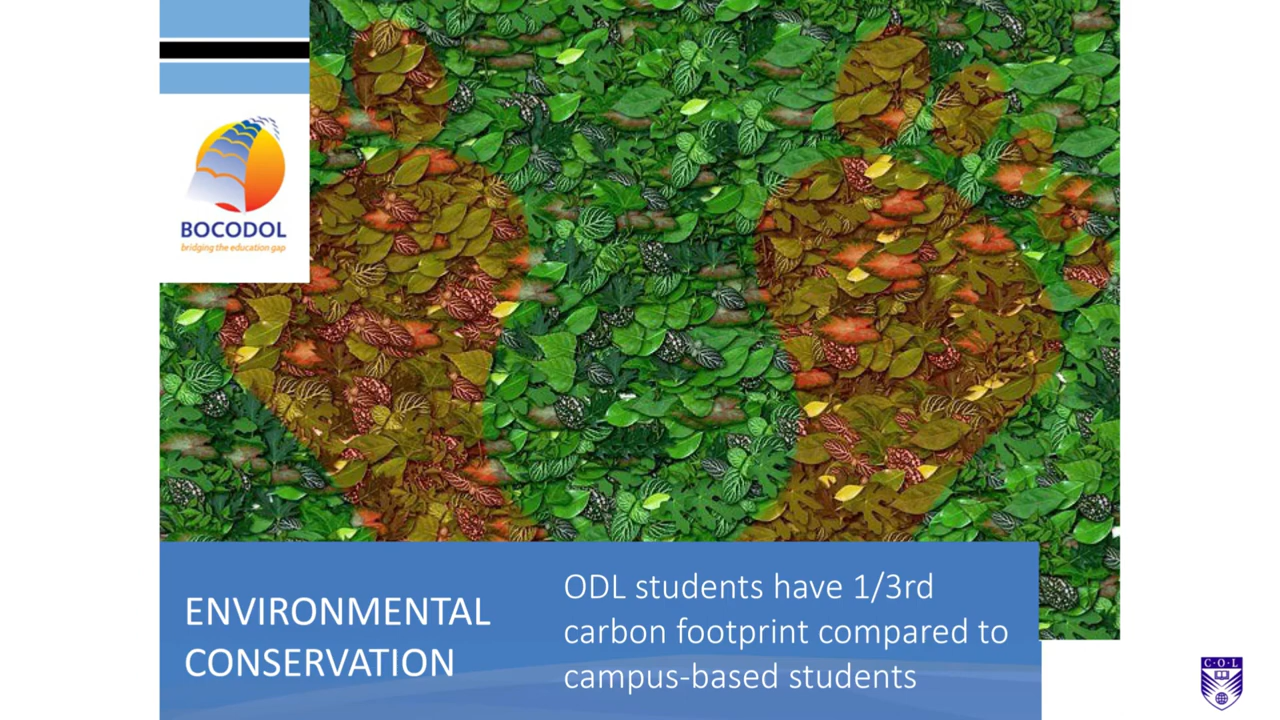 BOCODOL
bridging the education gap
ENVIRONMENTAL
CONSERVATION
ODL students have 1/3rd
carbon footprint compared to
campus-based students
C·O·L